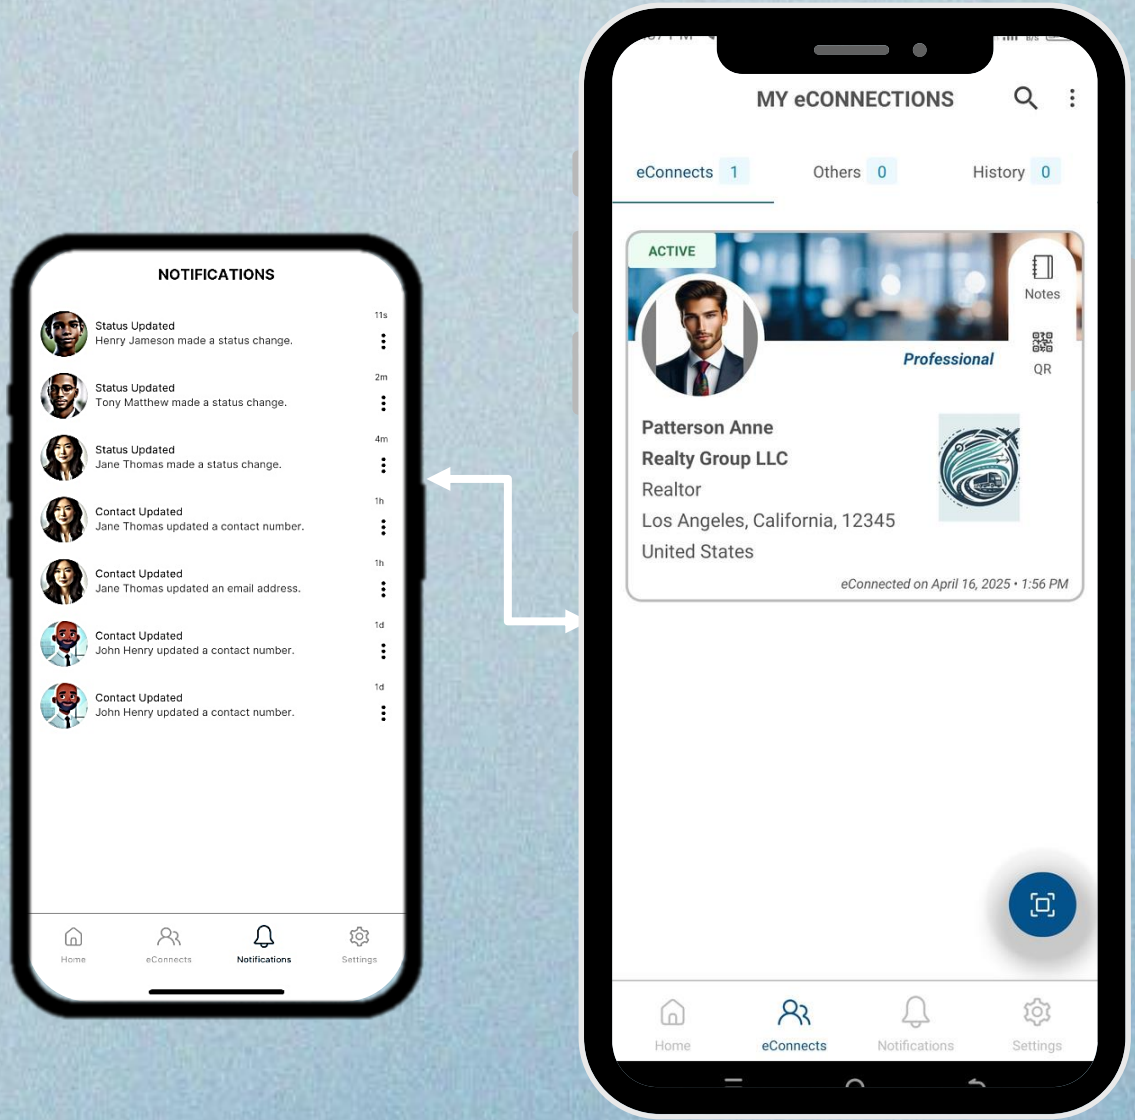 NOTIFICATIONS
Status Updated
11s
Henry Jameson made a status change.
Status Updated
2m
Tony Matthew made a status change.
Status Updated
4m
Jane Thomas made a status change.
Contact Updated
1h
Jane Thomas updated a contact number.
Contact Updated
1h
Jane Thomas updated an email address.
Contact Updated
1d
John Henry updated a contact number.
Contact Updated
1d
John Henry updated a contact number.
Home eConnects Notifications Settings
MY eCONNECTIONS
eConnects 1 Others 0 History 0
ACTIVE
Notes
QR
Professional
Patterson Anne
Realty Group LLC
Realtor
Los Angeles, California, 12345
United States
eConnected on April 16, 2025 • 1:56 PM
Home eConnects Notifications Settings